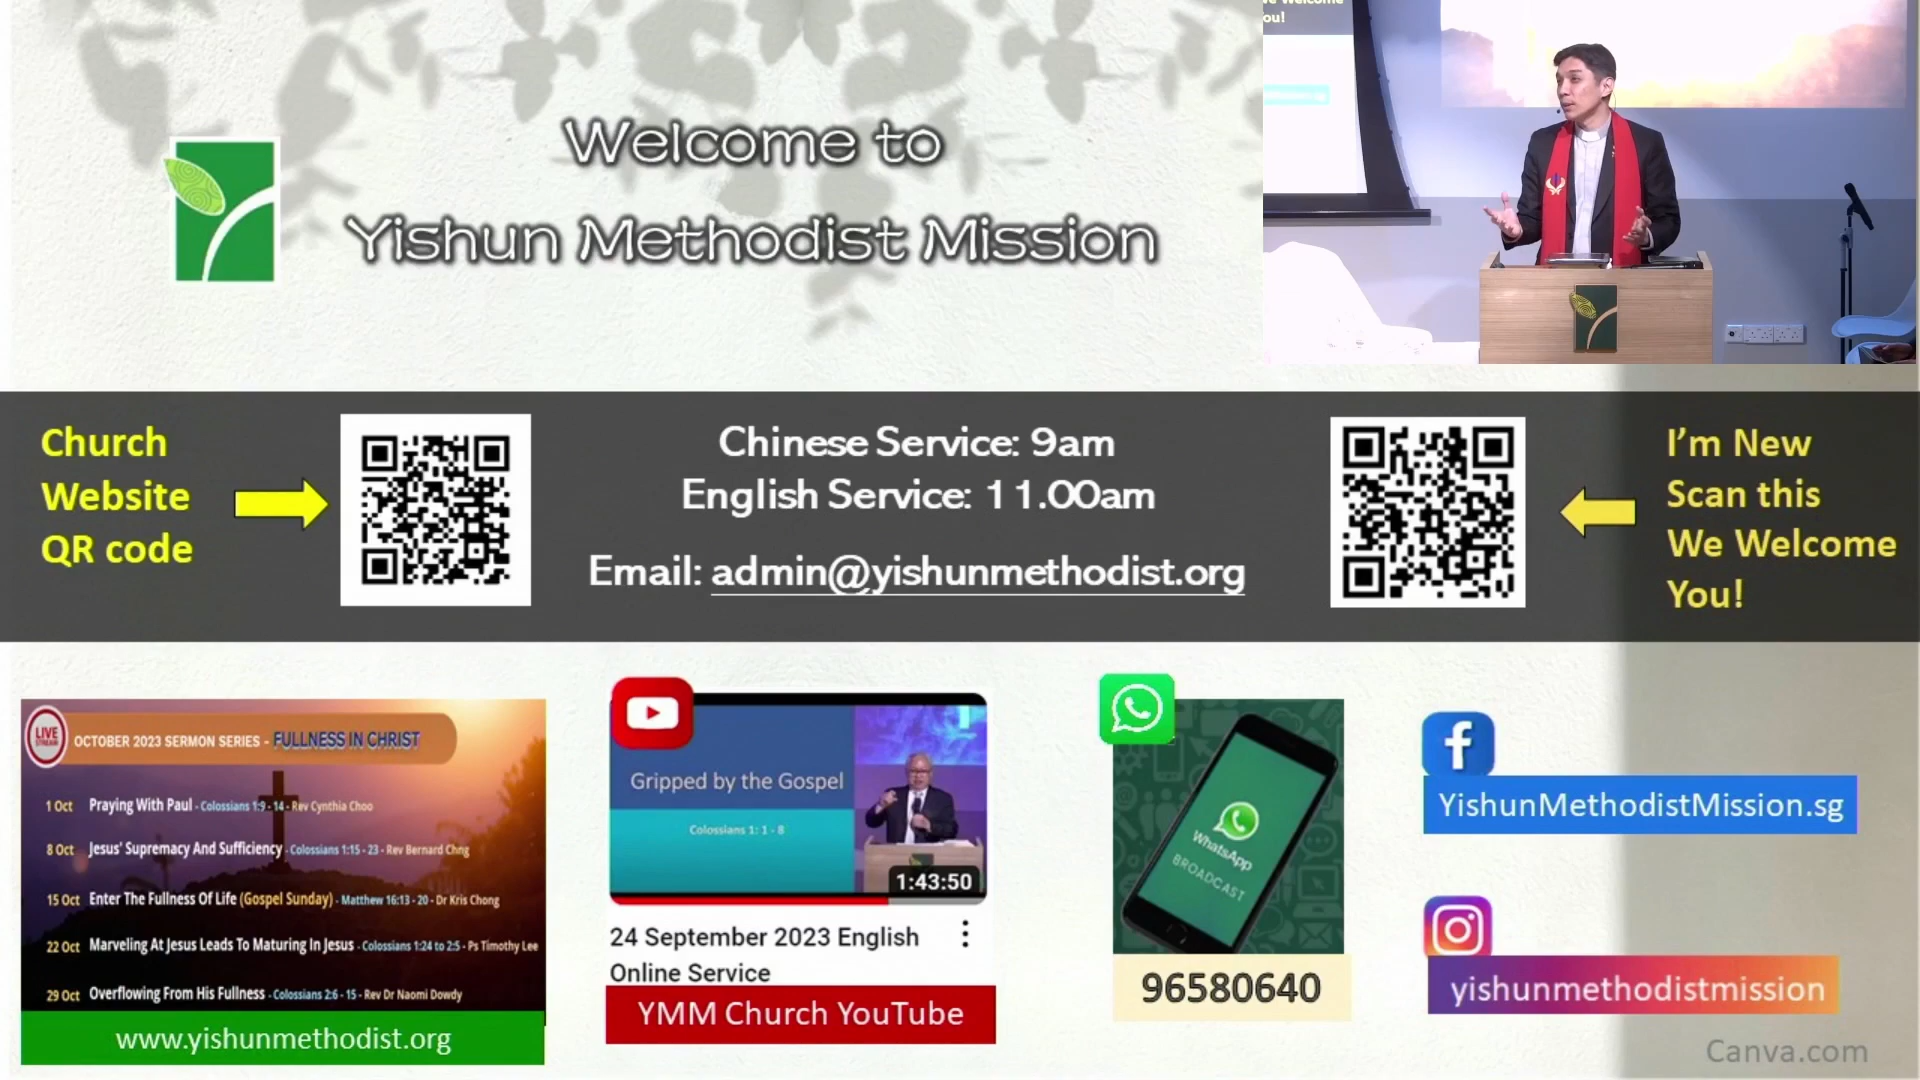 Welcome to
Yishun Methodist Mission
We Welcome
You!
Church
Website
QR code
Chinese Service: 9am
English Service: 11.00am
Email: admin@yishunmethodist.org
I'm New
Scan this
We Welcome
You!
LIVE
STREAM
OCTOBER 2023 SERMON SERIES - FULLNESS IN CHRIST
1 Oct Praying With Paul - Colossians 1:9 - 14 - Rev Cynthia Choo
8 Oct Jesus' Supremacy And Sufficiency - Colossians 1:15 - 23 - Rev Bernard Chng
15 Oct Enter The Fullness Of Life (Gospel Sunday) - Matthew 16:13 - 20 - Dr Kris Chong
22 Oct Marveling At Jesus Leads To Maturing In Jesus - Colossians 1:24 to 2:5 - Ps Timothy Lee
29 Oct Overflowing From His Fullness - Colossians 2:6 - 15 - Rev Dr Naomi Dowdy
www.yishunmethodist.org
Gripped by the Gospel
Colossians 1: 1 - 8
1:43:50
24 September 2023 English
Online Service
YMM Church YouTube
WhatsApp
BROADCAST
96580640
YishunMethodistMission.sg
yishunmethodistmission
Canva.com